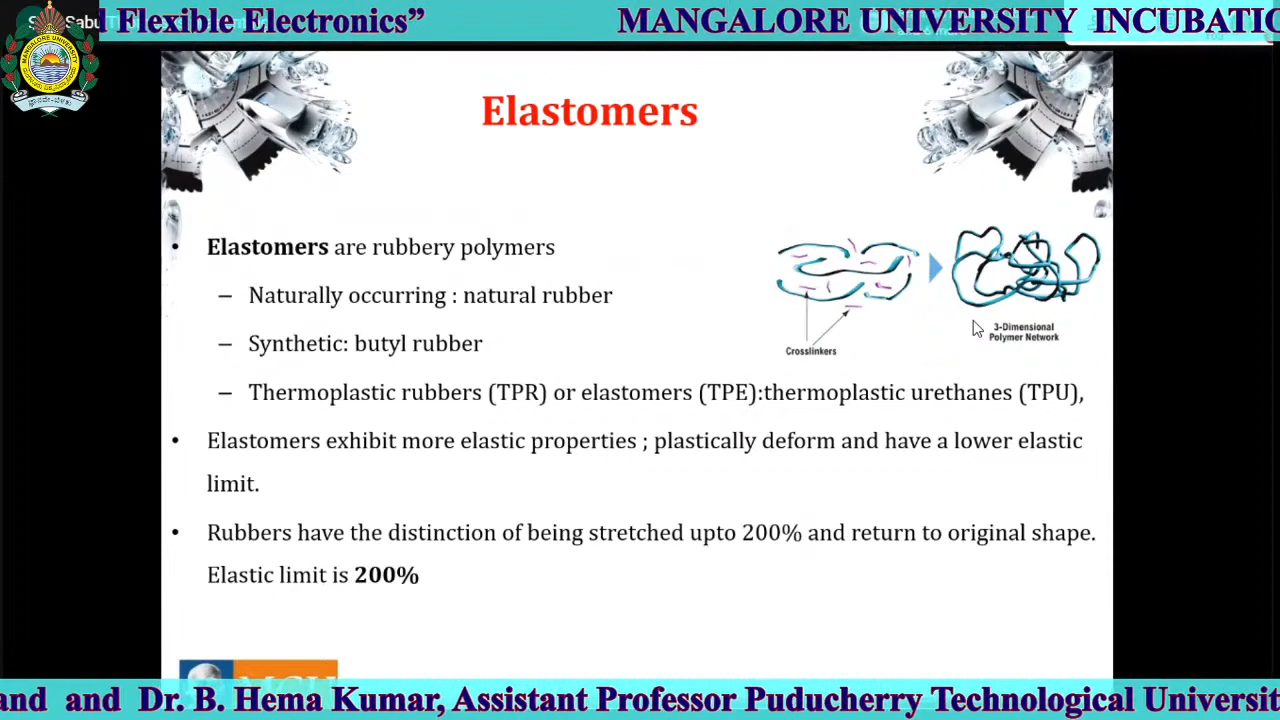 d Flexible Electronics” MANGALORE UNIVERSITY INCUBATIO
MANGALORE UNIVERSITY
Elastomers
• Elastomers are rubbery polymers
– Naturally occurring : natural rubber
– Synthetic: butyl rubber
– Thermoplastic rubbers (TPR) or elastomers (TPE):thermoplastic urethanes (TPU),
Crosslinkers
3-Dimensional
Polymer Network
• Elastomers exhibit more elastic properties ; plastically deform and have a lower elastic
limit.
• Rubbers have the distinction of being stretched upto 200% and return to original shape.
Elastic limit is 200%
and and Dr. B. Hema Kumar, Assistant Professor Puducherry Technological Universit